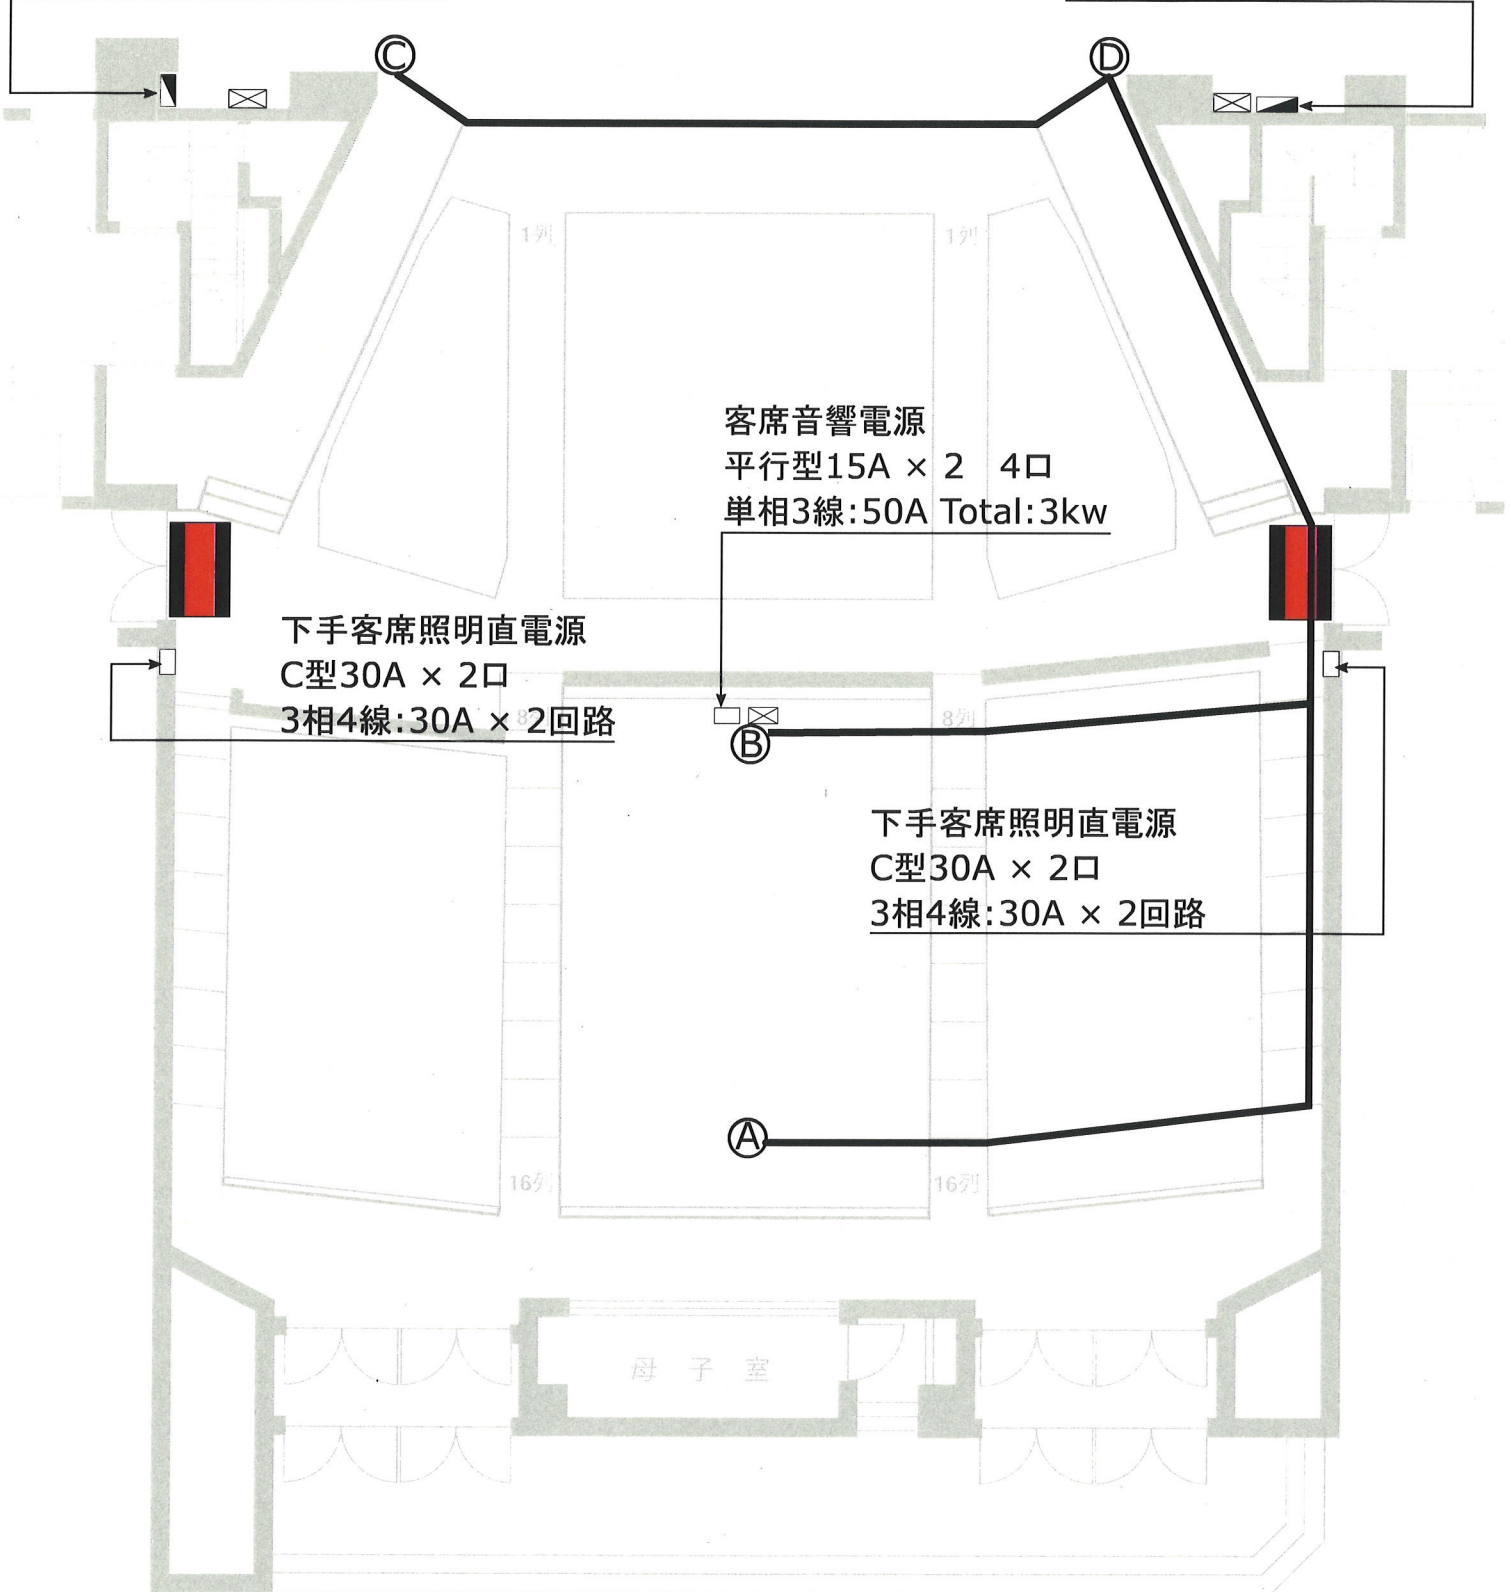 C
D
1列
1列
客席音響電源
平行型15A × 2　4口
単相3線:50A Total:3kw
下手客席照明直電源
C型30A × 2口
3相4線:30A × 2回路
8列
8列
B
下手客席照明直電源
C型30A × 2口
3相4線:30A × 2回路
A
16列
16列
母 子 室